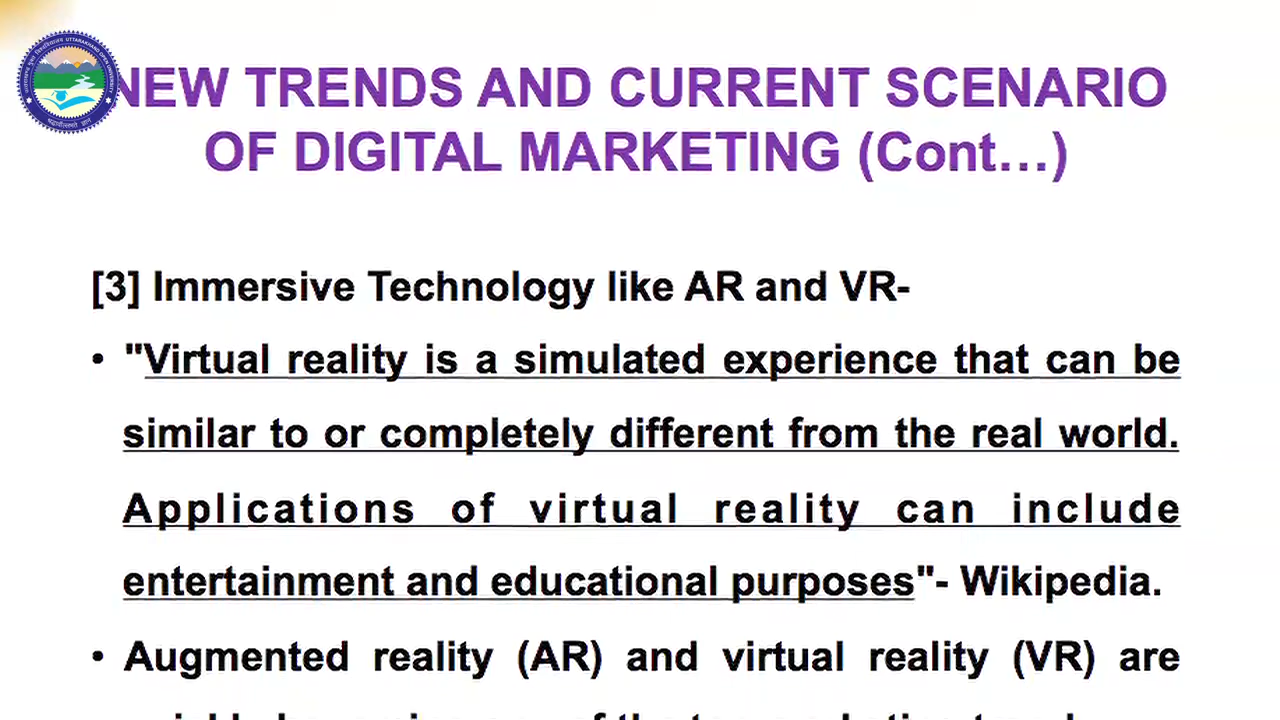 NEW TRENDS AND CURRENT SCENARIO
OF DIGITAL MARKETING (Cont...)
[3] Immersive Technology like AR and VR-
• "Virtual reality is a simulated experience that can be
similar to or completely different from the real world.
Applications of virtual reality can include
entertainment and educational purposes"- Wikipedia.
• Augmented reality (AR) and virtual reality (VR) are